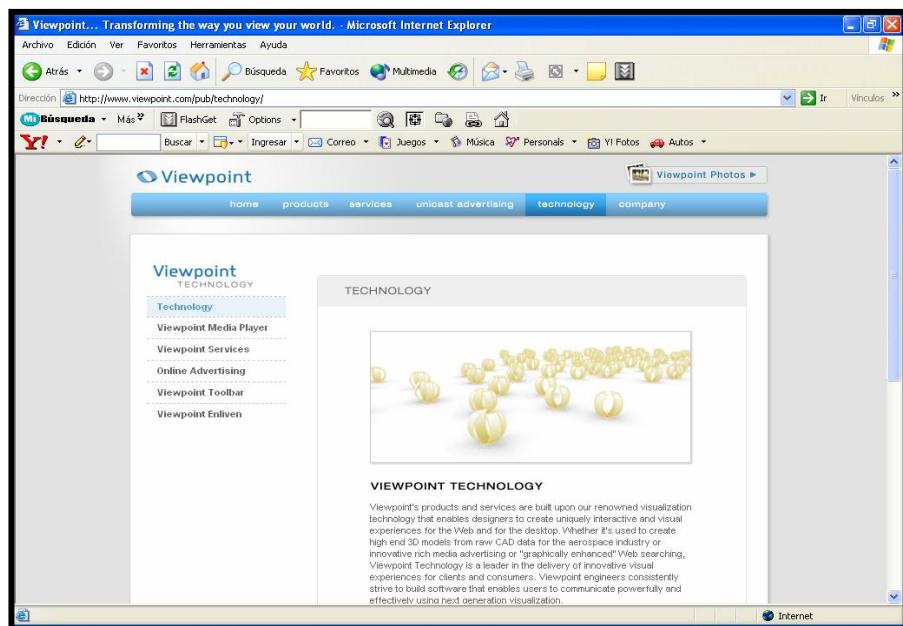 Viewpoint... Transforming the way you view your world. - Microsoft Internet Explorer
Archivo Edición Ver Favoritos Herramientas Ayuda
Atrás Búsqueda Favoritos Multimedia
Dirección http://www.viewpoint.com/pub/technology/ Ir Vínculos »
Mi Búsqueda Más FlashGet Options
Y! Buscar Ingresar Correo Juegos Música Personals Y! Fotos Autos
Viewpoint Viewpoint Photos
home products services unicast advertising technology company
Viewpoint
TECHNOLOGY
TECHNOLOGY
Technology
Viewpoint Media Player
Viewpoint Services
Online Advertising
Viewpoint Toolbar
Viewpoint Enliven
VIEWPOINT TECHNOLOGY
Viewpoint's products and services are built upon our renowned visualization
technology that enables designers to create uniquely interactive and visual
experiences for the Web and for the desktop. Whether it's used to create
high end 3D models from raw CAD data for the aerospace industry or
innovative rich media advertising or "graphically enhanced" Web searching,
Viewpoint Technology is a leader in the delivery of innovative visual
experiences for clients and consumers. Viewpoint engineers consistently
strive to build software that enables users to communicate powerfully and
effectively using next generation visualization.
Internet